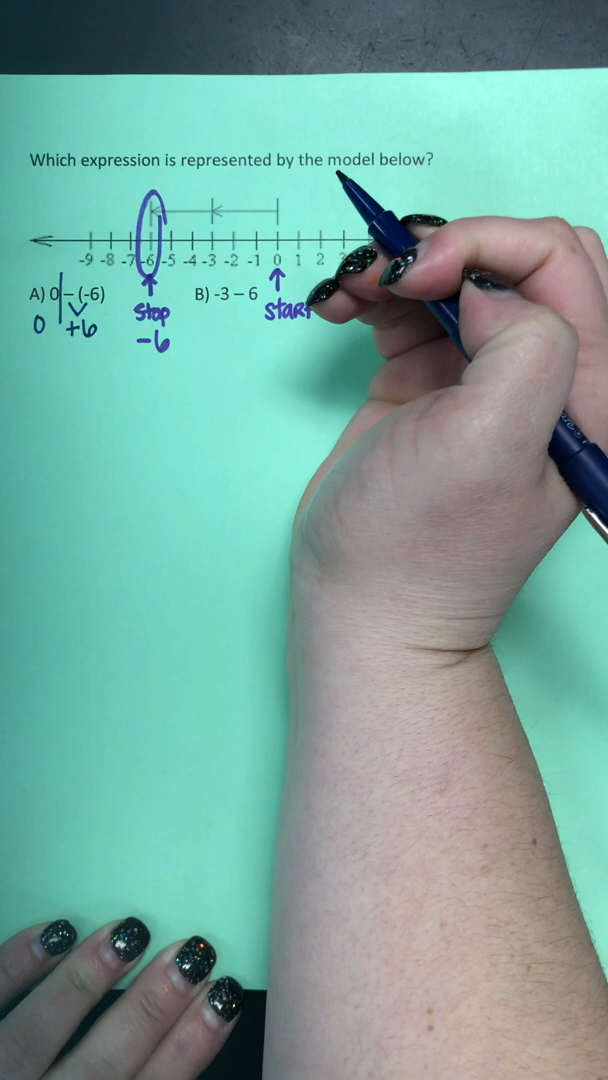 Which expression is represented by the model below?
-9 -8 -7 -6 -5 -4 -3 -2 -1 0 1 2 3
A) 0 – (-6) B) -3 – 6
0 +6
Stop
-6
START